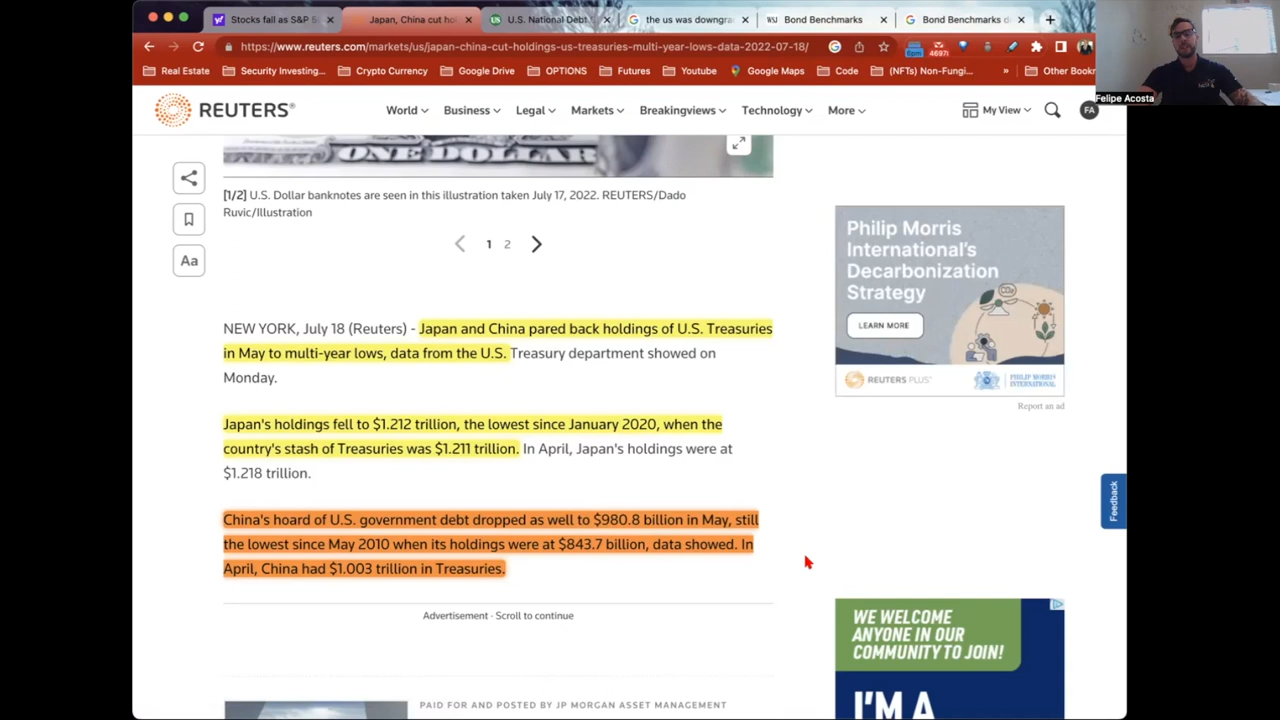 Stocks fall as S&P 5
Japan, China cut ho
U.S. National Debt
the us was downgra
WSJ Bond Benchmarks
Bond Benchmarks d
https://www.reuters.com/markets/us/japan-china-cut-holdings-us-treasuries-multi-year-lows-data-2022-07-18/
Real Estate Security Investing... Crypto Currency Google Drive OPTIONS Futures Youtube Google Maps Code (NFTs) Non-Fungi... » Other Bookr
Felipe Acosta
REUTERS®
World Business Legal Markets Breakingviews Technology More My View FA
ONE DOLLAR
[1/2] U.S. Dollar banknotes are seen in this illustration taken July 17, 2022. REUTERS/Dado
Ruvic/Illustration
Aa
1 2
NEW YORK, July 18 (Reuters) - Japan and China pared back holdings of U.S. Treasuries
in May to multi-year lows, data from the U.S. Treasury department showed on
Monday.
Japan's holdings fell to $1.212 trillion, the lowest since January 2020, when the
country's stash of Treasuries was $1.211 trillion. In April, Japan's holdings were at
$1.218 trillion.
China's hoard of U.S. government debt dropped as well to $980.8 billion in May, still
the lowest since May 2010 when its holdings were at $843.7 billion, data showed. In
April, China had $1.003 trillion in Treasuries.
Advertisement · Scroll to continue
PAID FOR AND POSTED BY JP MORGAN ASSET MANAGEMENT
Philip Morris
International's
Decarbonization
Strategy
LEARN MORE
REUTERS PLUS
PHILIP MORRIS
INTERNATIONAL
Report an ad
Feedback
WE WELCOME
ANYONE IN OUR
COMMUNITY TO JOIN!
I'M A